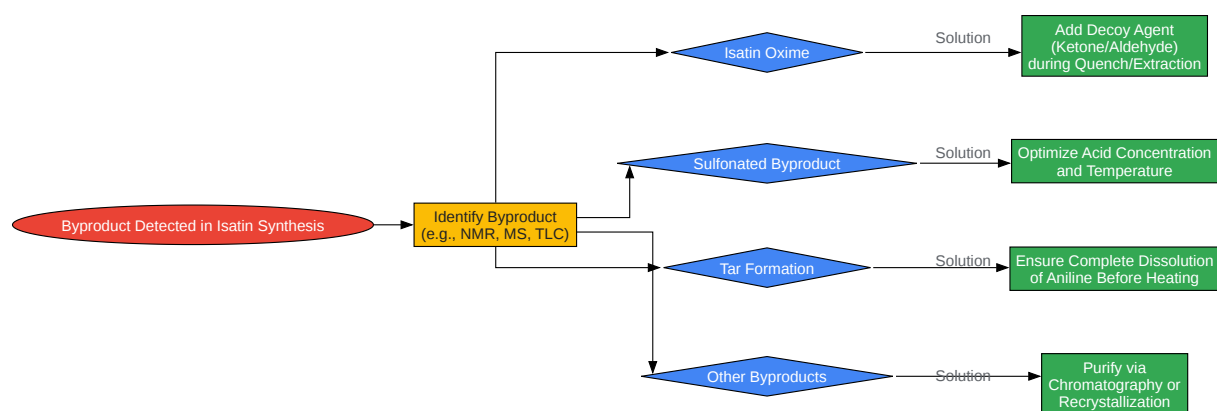 Isatin Oxime
Solution
Add Decoy Agent
(Ketone/Aldehyde)
during Quench/Extraction
Sulfonated Byproduct
Solution
Optimize Acid Concentration
and Temperature
Byproduct Detected in Isatin Synthesis
Identify Byproduct
(e.g., NMR, MS, TLC)
Tar Formation
Solution
Ensure Complete Dissolution
of Aniline Before Heating
Other Byproducts
Solution
Purify via
Chromatography or
Recrystallization